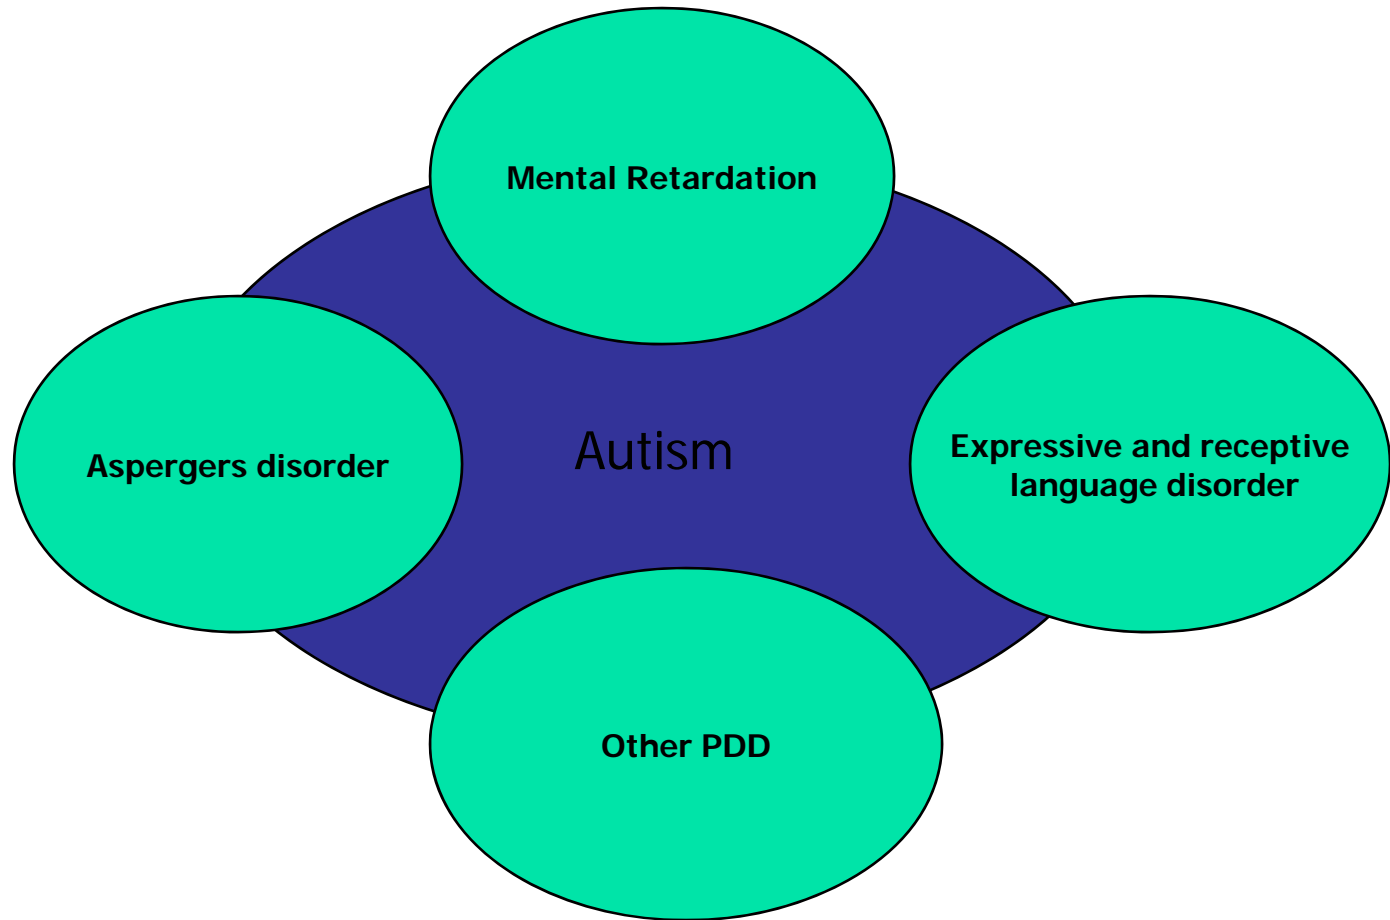 Mental Retardation
Aspergers disorder
Autism
Expressive and receptive
language disorder
Other PDD